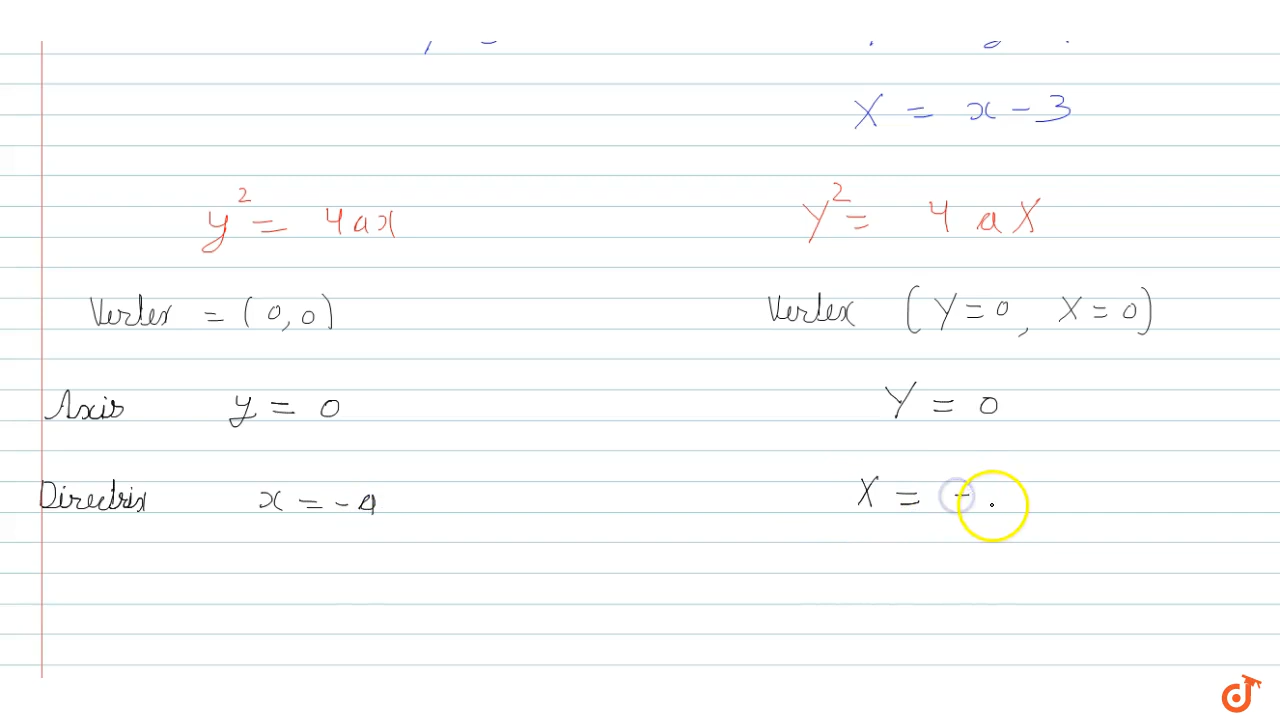 X = x - 3
y² = 4ax Y² = 4aX
Vertex = (0,0) Vertex (Y=0, X=0)
Axis y = 0 Y = 0
Directrix x = -a X = -